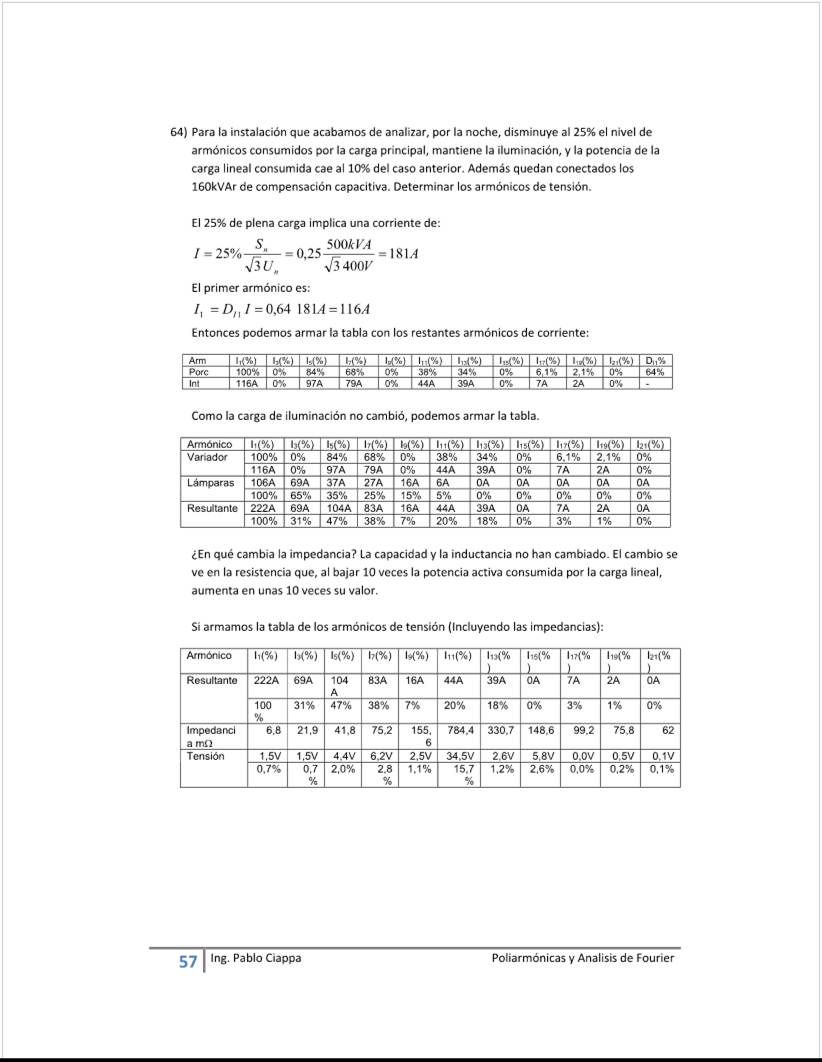 64) Para la instalación que acabamos de analizar, por la noche, disminuye al 25% el nivel de
armónicos consumidos por la carga principal, mantiene la iluminación, y la potencia de la
carga lineal consumida cae al 10% del caso anterior. Además quedan conectados los
160kVAr de compensación capacitiva. Determinar los armónicos de tensión.
El 25% de plena carga implica una corriente de:
I = 25% Sn / √3 Un = 0,25 500kVA / √3 400V = 181A
El primer armónico es:
I1 = DI1 I = 0,64 181A = 116A
Entonces podemos armar la tabla con los restantes armónicos de corriente:
Arm I1(%) I3(%) I5(%) I7(%) I9(%) I11(%) I13(%) I15(%) I17(%) I19(%) I21(%) DI1%
Porc 100% 0% 84% 68% 0% 38% 34% 0% 6,1% 2,1% 0% 64%
Int 116A 0% 97A 79A 0% 44A 39A 0% 7A 2A 0% -
Como la carga de iluminación no cambió, podemos armar la tabla.
Armónico I1(%) I3(%) I5(%) I7(%) I9(%) I11(%) I13(%) I15(%) I17(%) I19(%) I21(%)
Variador 100% 0% 84% 68% 0% 38% 34% 0% 6,1% 2,1% 0%
116A 0% 97A 79A 0% 44A 39A 0% 7A 2A 0%
Lámparas 106A 69A 37A 27A 16A 6A 0A 0A 0A 0A 0A
100% 65% 35% 25% 15% 5% 0% 0% 0% 0% 0%
Resultante 222A 69A 104A 83A 16A 44A 39A 0A 7A 2A 0A
100% 31% 47% 38% 7% 20% 18% 0% 3% 1% 0%
¿En qué cambia la impedancia? La capacidad y la inductancia no han cambiado. El cambio se
ve en la resistencia que, al bajar 10 veces la potencia activa consumida por la carga lineal,
aumenta en unas 10 veces su valor.
Si armamos la tabla de los armónicos de tensión (Incluyendo las impedancias):
Armónico I1(%) I3(%) I5(%) I7(%) I9(%) I11(%) I13(% I15(% I17(% I19(% I21(%
) ) ) ) )
Resultante 222A 69A 104 83A 16A 44A 39A 0A 7A 2A 0A
A
100 31% 47% 38% 7% 20% 18% 0% 3% 1% 0%
%
Impedanci 6,8 21,9 41,8 75,2 155, 784,4 330,7 148,6 99,2 75,8 62
a mΩ 6
Tensión 1,5V 1,5V 4,4V 6,2V 2,5V 34,5V 2,6V 5,8V 0,0V 0,5V 0,1V
0,7% 0,7 2,0% 2,8 1,1% 15,7 1,2% 2,6% 0,0% 0,2% 0,1%
% % %
57 Ing. Pablo Ciappa Poliarmónicas y Analisis de Fourier